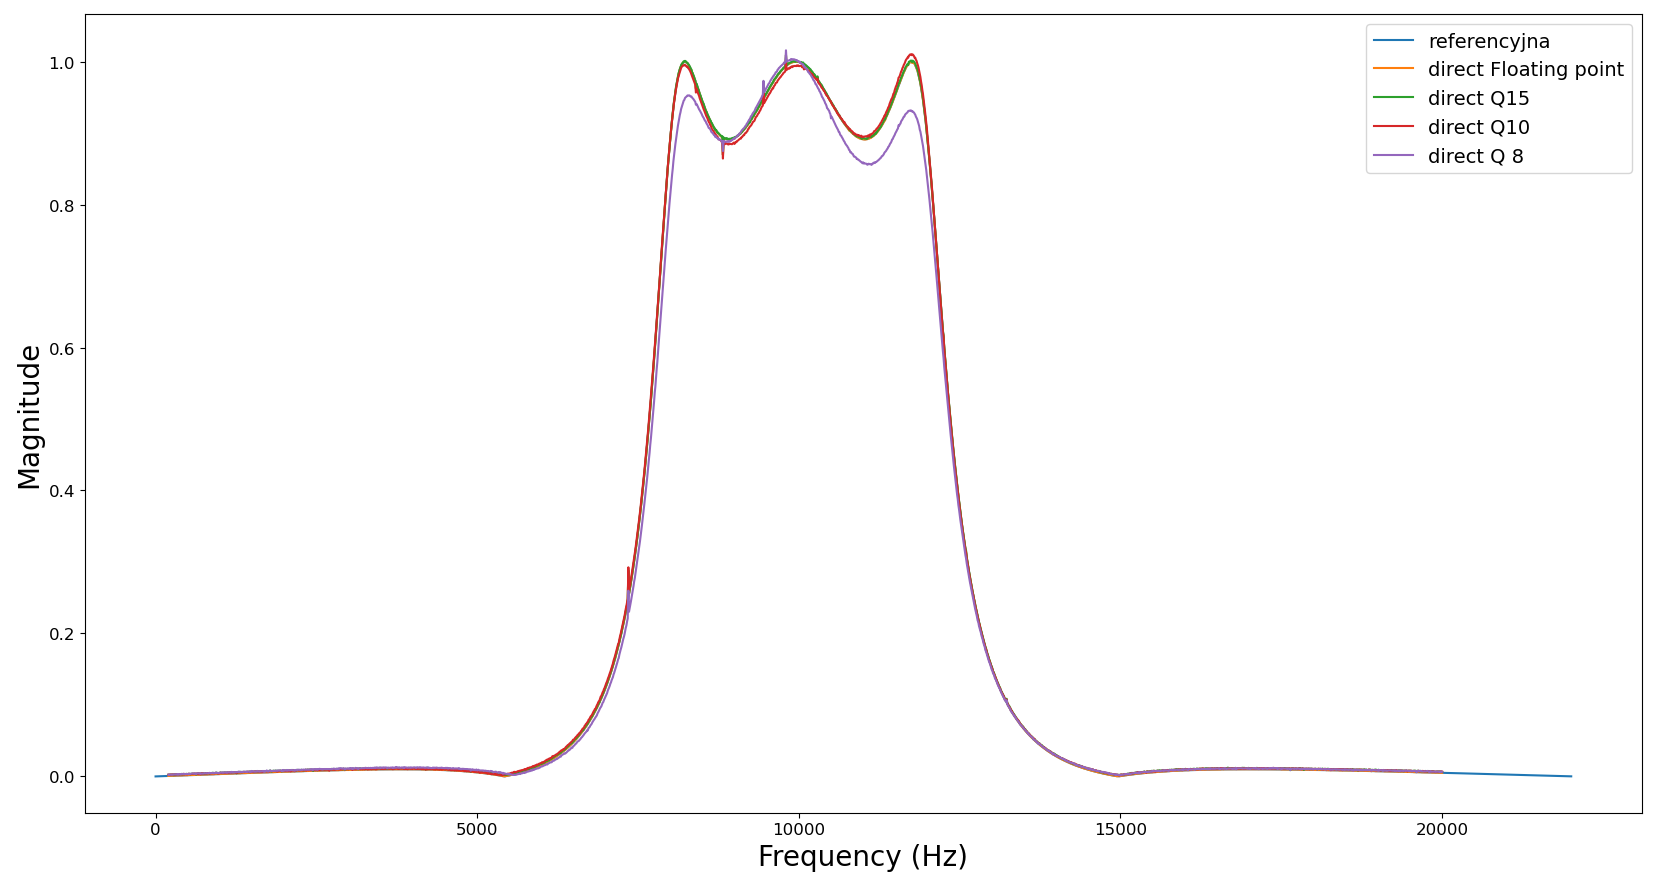 referencyjna
direct Floating point
direct Q15
direct Q10
direct Q 8
1.0
0.8
0.6
0.4
0.2
0.0
Magnitude
0 5000 10000 15000 20000
Frequency (Hz)